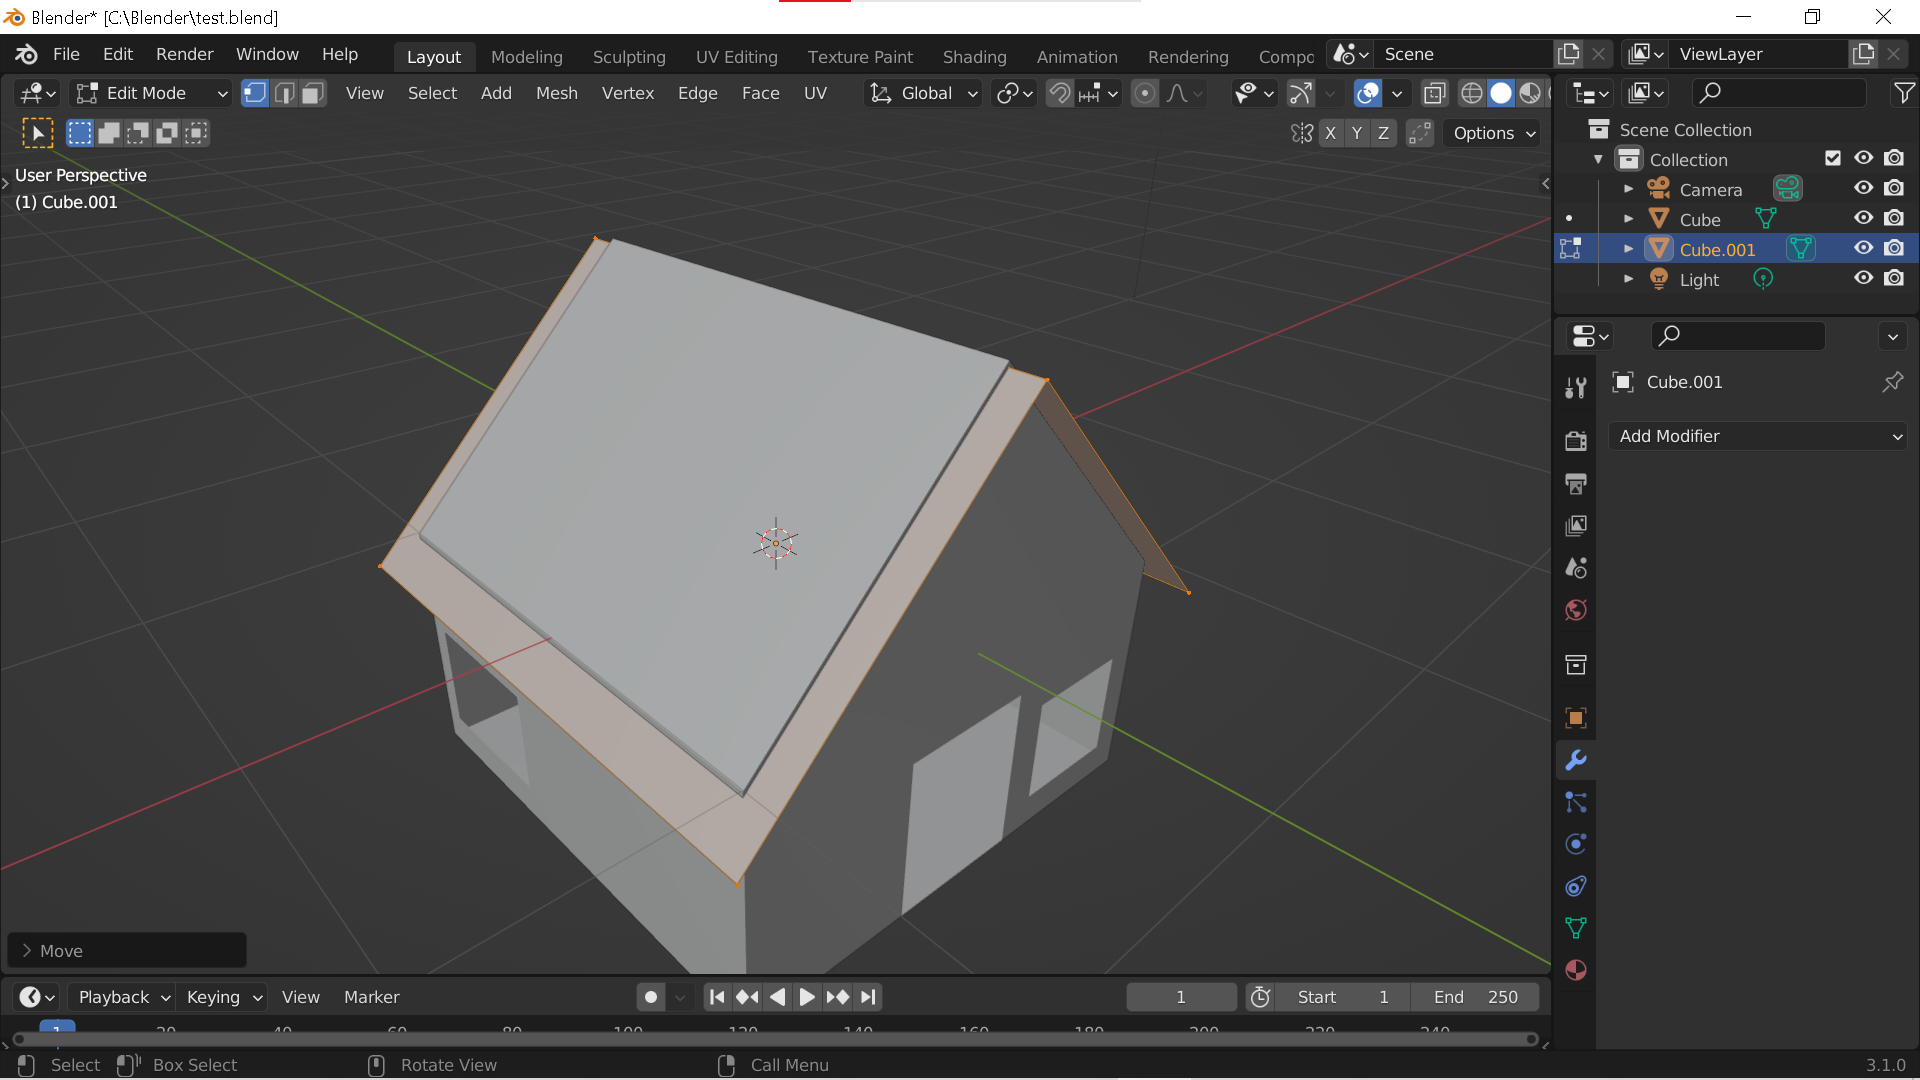 Blender* [C:\Blender\test.blend]
File Edit Render Window Help Layout Modeling Sculpting UV Editing Texture Paint Shading Animation Rendering Compo Scene ViewLayer
Edit Mode View Select Add Mesh Vertex Edge Face UV Global
X Y Z Options
User Perspective
(1) Cube.001
Scene Collection
Collection
Camera
Cube
Cube.001
Light
Cube.001
Add Modifier
Move
Playback Keying View Marker 1 Start 1 End 250
1 20 40 60 80 100 120 140 160 180 200 220 240
Select Box Select Rotate View Call Menu 3.1.0